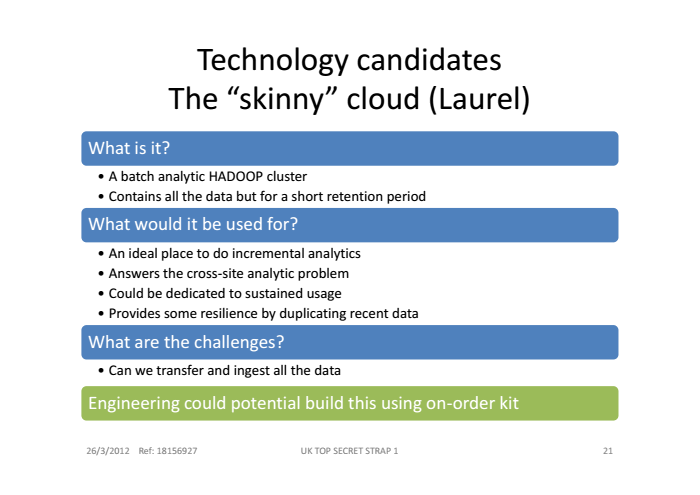 Technology candidates
The “skinny” cloud (Laurel)
What is it?
• A batch analytic HADOOP cluster
• Contains all the data but for a short retention period
What would it be used for?
• An ideal place to do incremental analytics
• Answers the cross-site analytic problem
• Could be dedicated to sustained usage
• Provides some resilience by duplicating recent data
What are the challenges?
• Can we transfer and ingest all the data
Engineering could potential build this using on-order kit
26/3/2012 Ref: 18156927 UK TOP SECRET STRAP 1 21